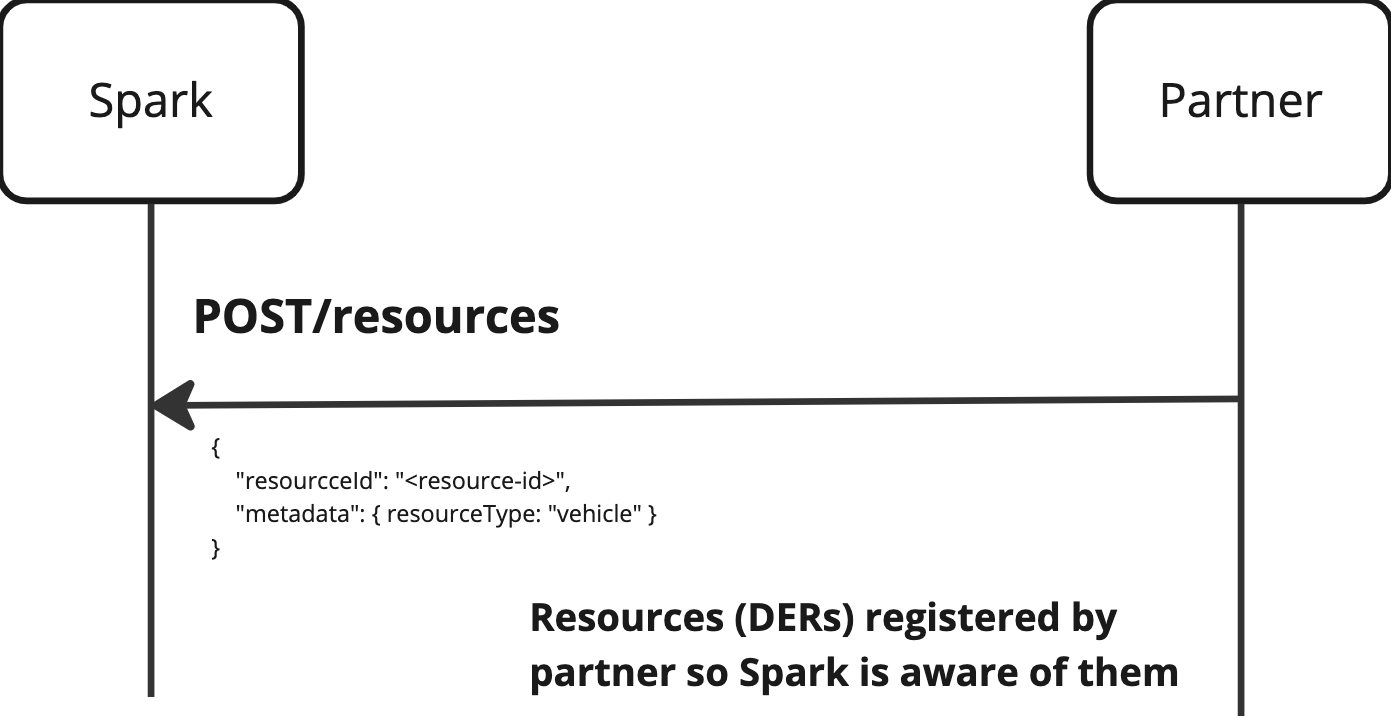 Spark
Partner
POST/resources
{
"resourcceId": "<resource-id>",
"metadata": { resourceType: "vehicle" }
}
Resources (DERs) registered by
partner so Spark is aware of them